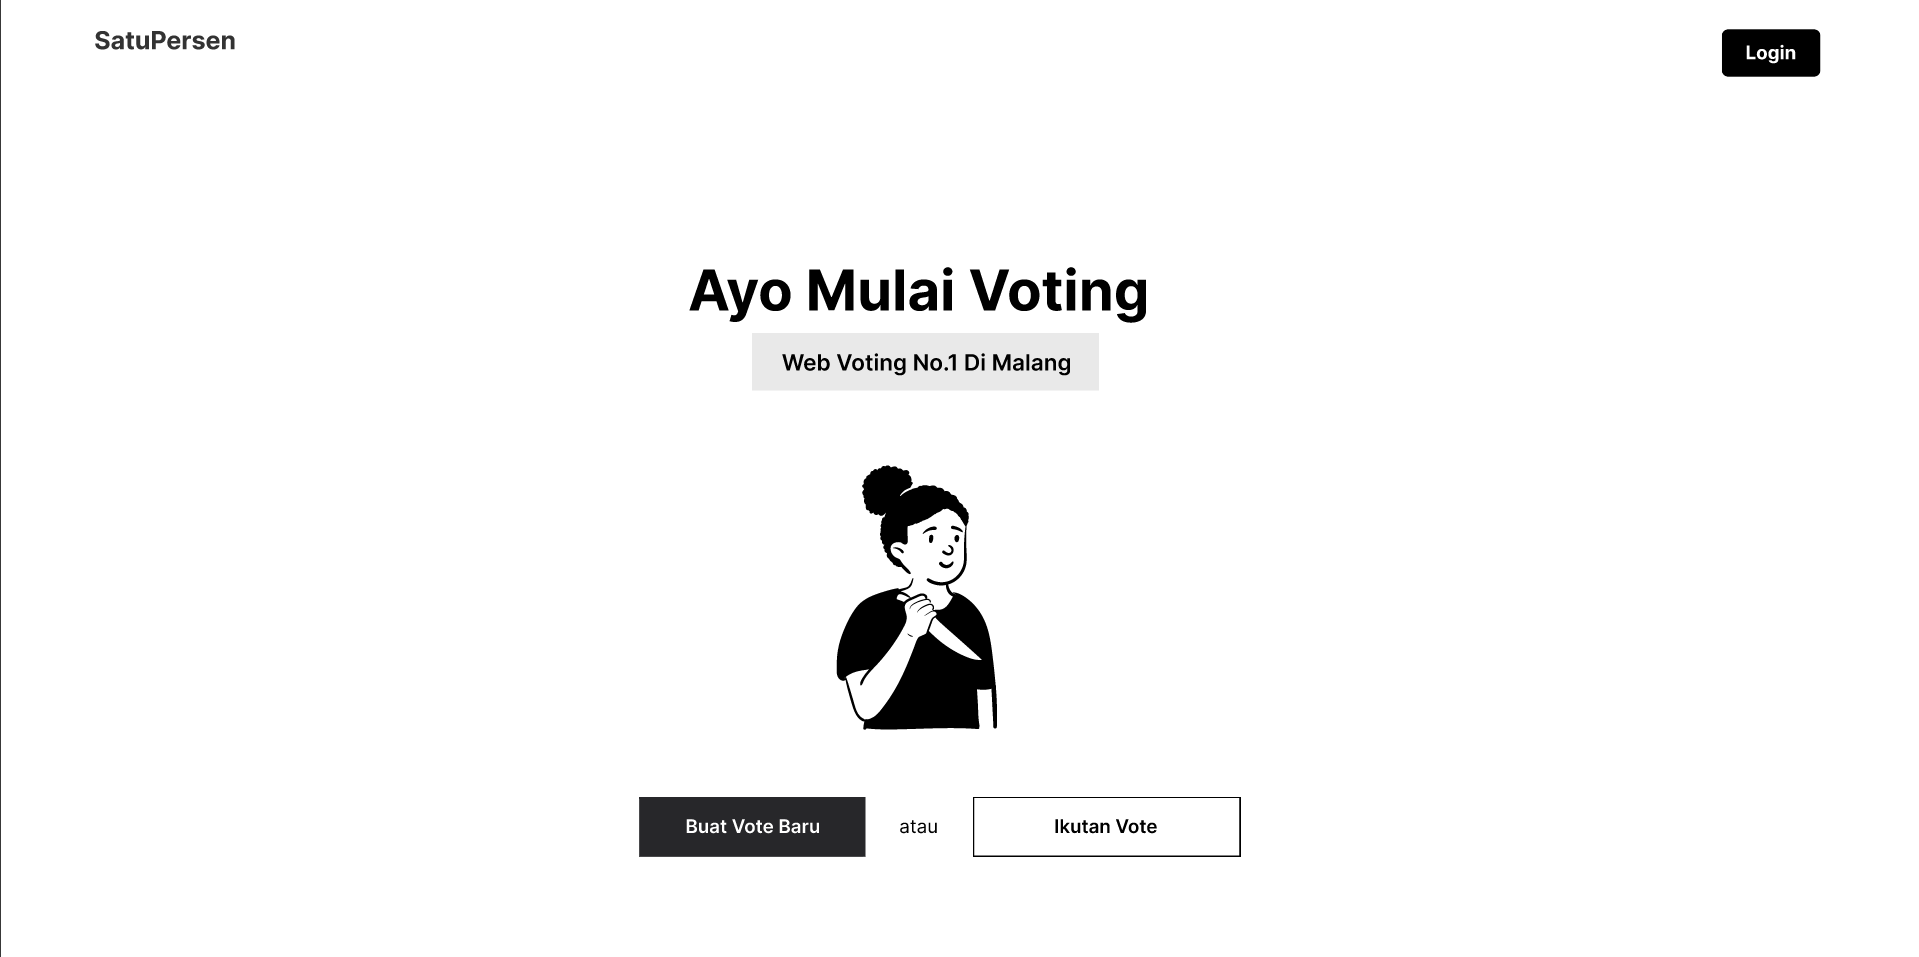 SatuPersen
Login
Ayo Mulai Voting
Web Voting No.1 Di Malang
Buat Vote Baru
atau
Ikutan Vote